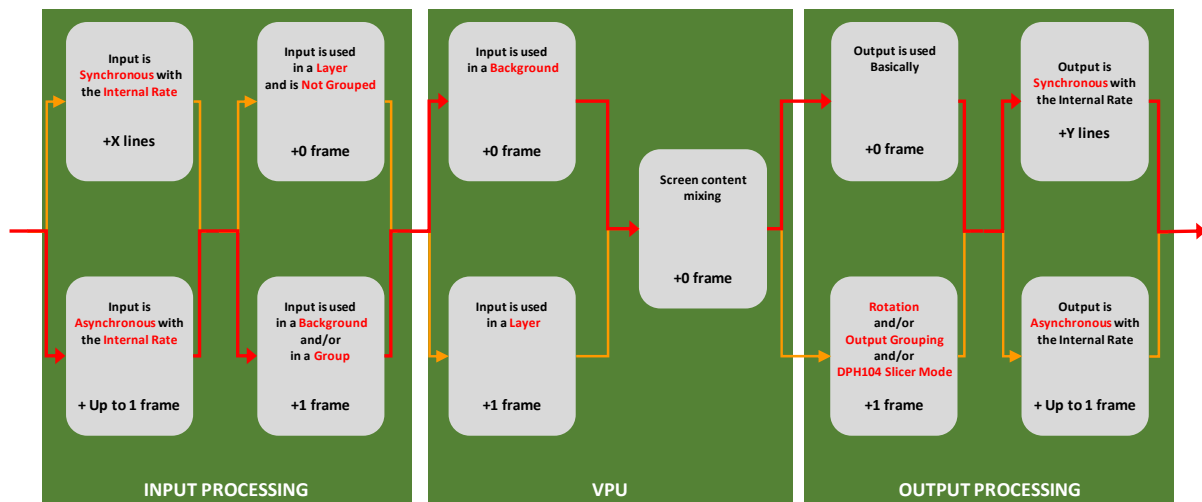 Input is
Synchronous with
the Internal Rate
+X lines
Input is used
in a Layer
and is Not Grouped
+0 frame
Input is
Asynchronous with
the Internal Rate
+ Up to 1 frame
Input is used
in a Background
and/or
in a Group
+1 frame
INPUT PROCESSING
Input is used
in a Background
+0 frame
Input is used
in a Layer
+1 frame
Screen content
mixing
+0 frame
VPU
Output is used
Basically
+0 frame
Output is
Synchronous with
the Internal Rate
+Y lines
Rotation
and/or
Output Grouping
and/or
DPH104 Slicer Mode
+1 frame
Output is
Asynchronous with
the Internal Rate
+ Up to 1 frame
OUTPUT PROCESSING